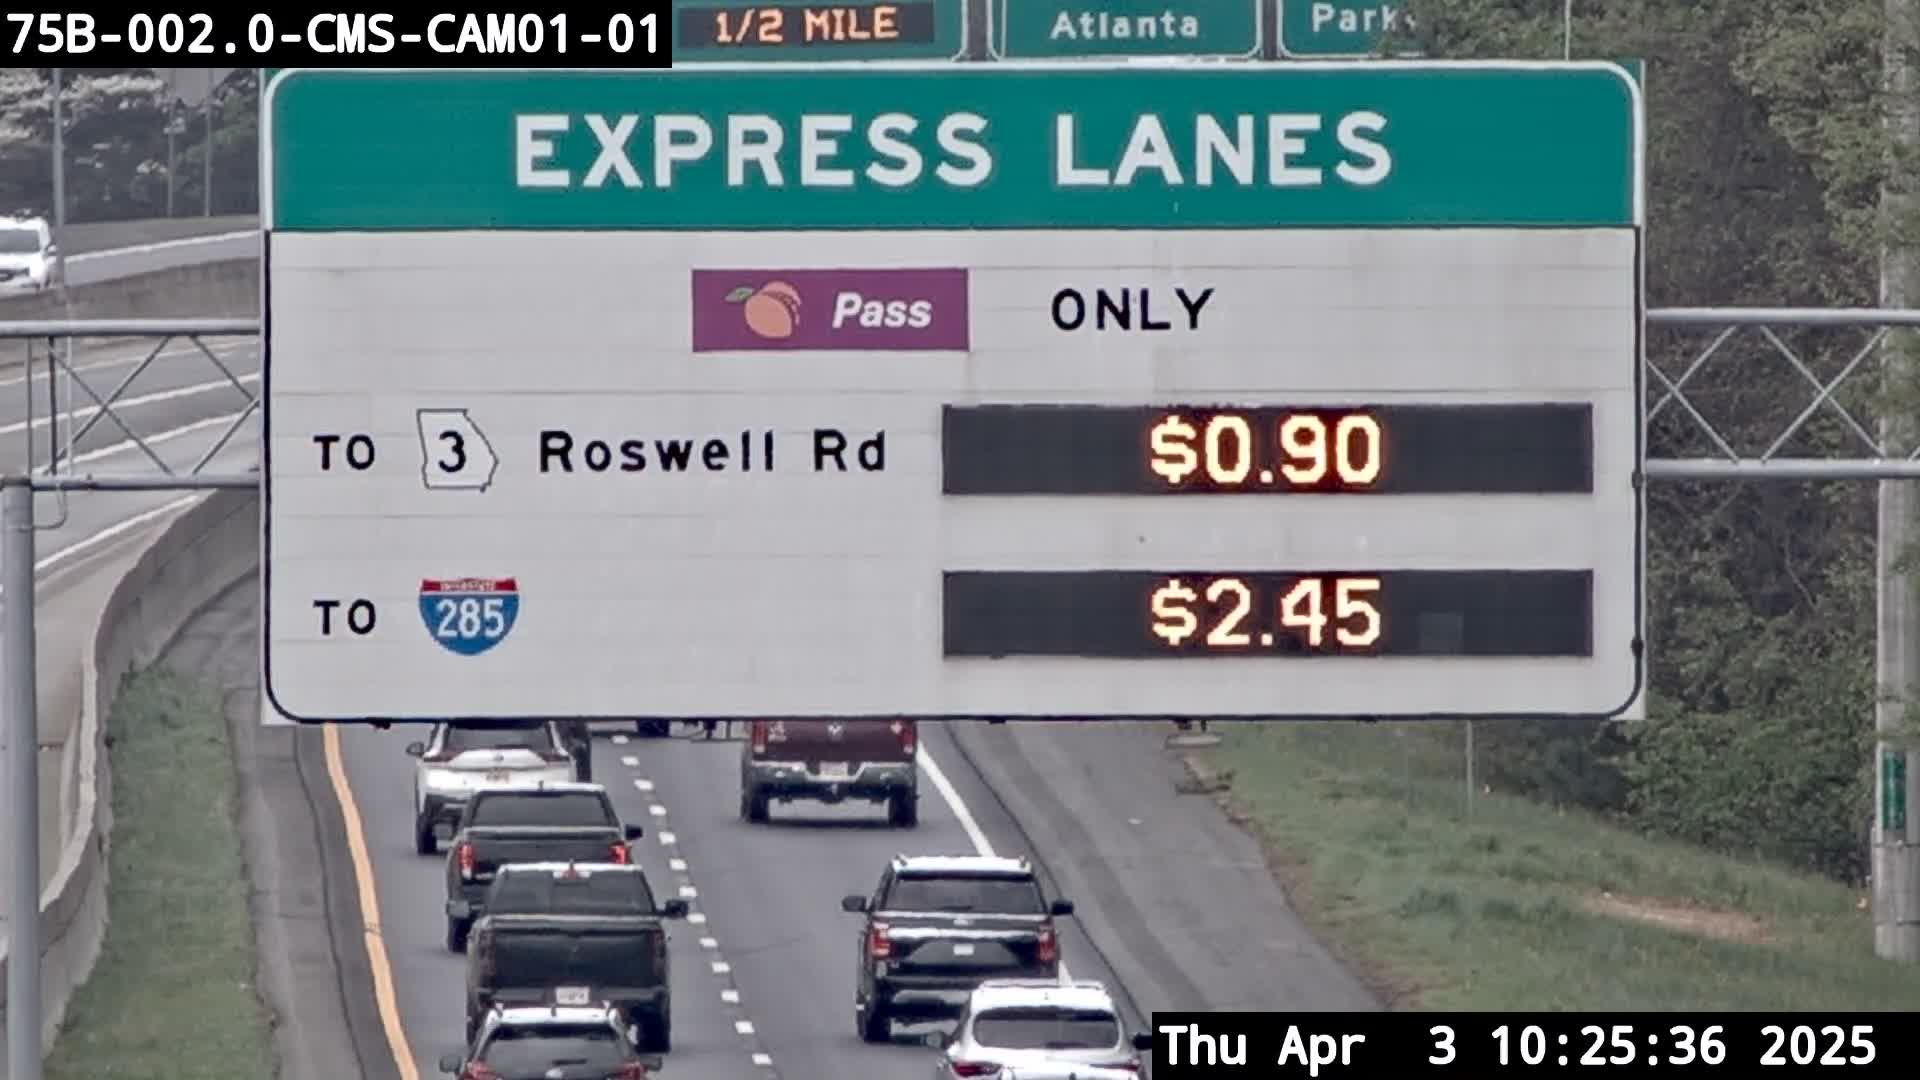 75B-002.0-CMS-CAM01-01
1/2 MILE
Atlanta
Park
EXPRESS LANES
Pass ONLY
TO 3 Roswell Rd $0.90
INTERSTATE
TO 285 $2.45
Thu Apr 3 10:25:36 2025